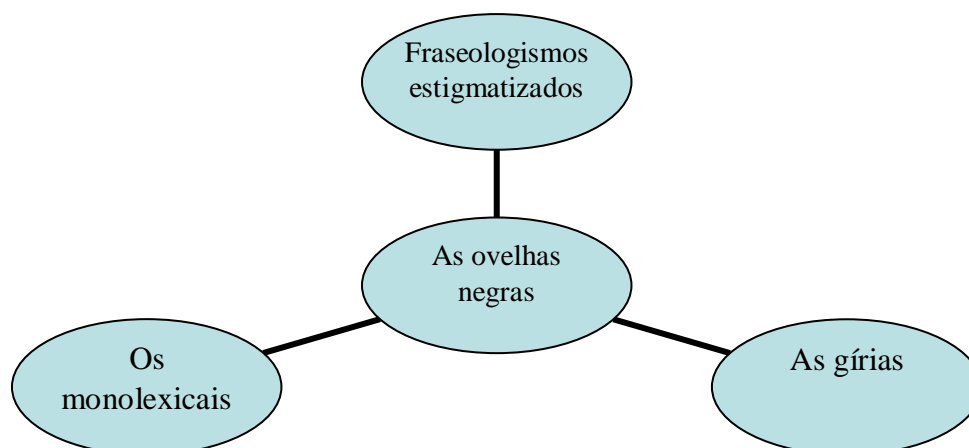 Fraseologismos
estigmatizados
As ovelhas
negras
Os
monolexicais
As gírias